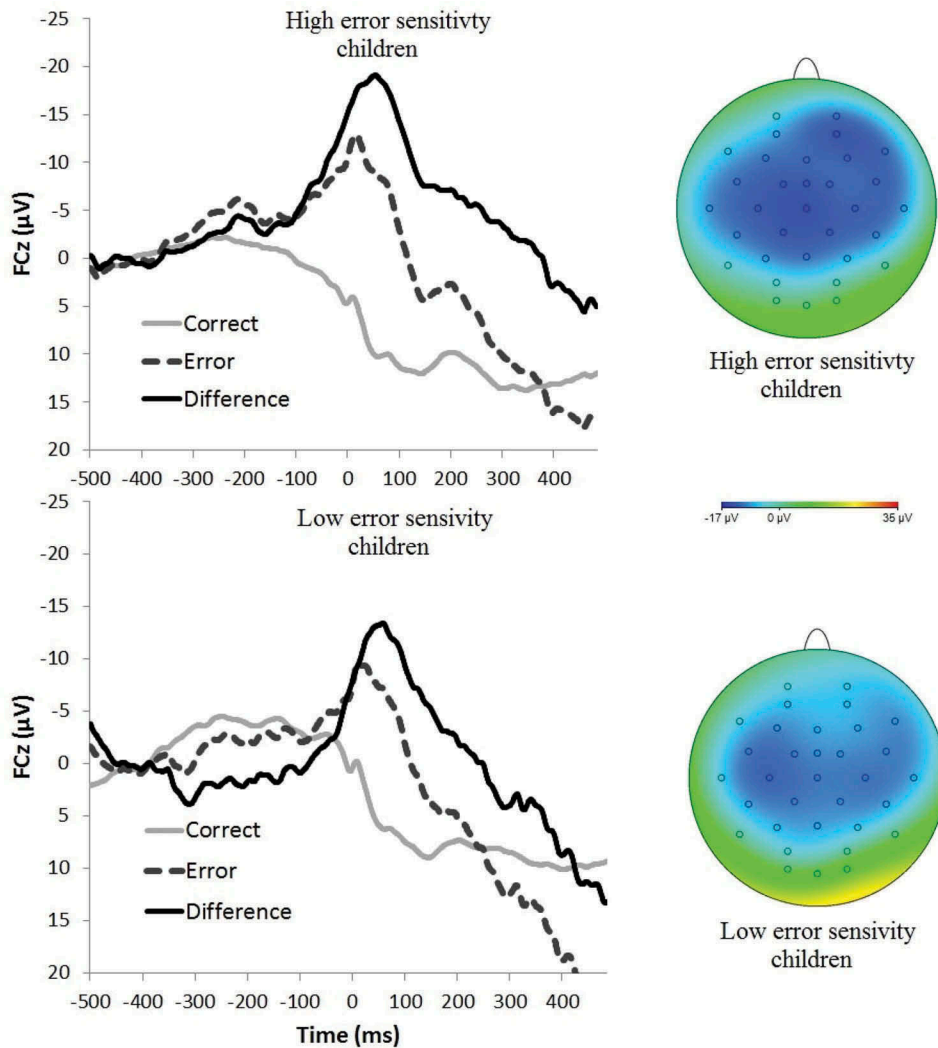 -25
-20
-15
-10
-5
0
5
10
15
20
FCz (µV)
High error sensitivty
children
Correct
Error
Difference
-500 -400 -300 -200 -100 0 100 200 300 400
High error sensitivty
children
-17 µV 0 µV 35 µV
-25
-20
-15
-10
-5
0
5
10
15
20
FCz (µV)
Low error sensivity
children
Correct
Error
Difference
-500 -400 -300 -200 -100 0 100 200 300 400
Time (ms)
Low error sensivity
children